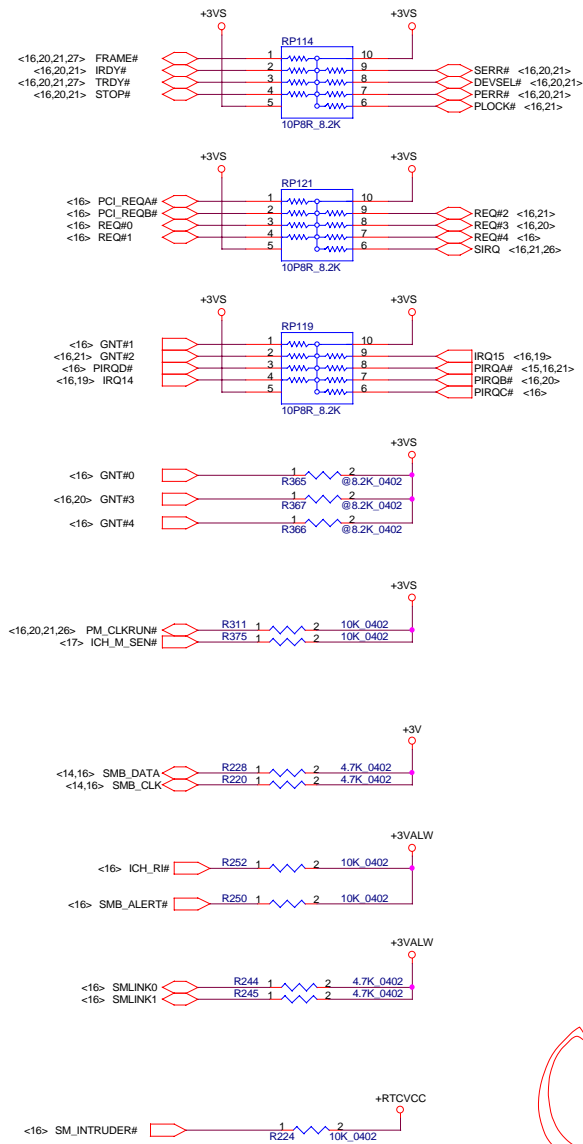 +3VS +3VS
RP114
<16,20,21,27> FRAME# 1 10
<16,20,21> IRDY# 2 9 SERR# <16,20,21>
<16,20,21,27> TRDY# 3 8 DEVSEL# <16,20,21>
<16,20,21> STOP# 4 7 PERR# <16,20,21>
5 6 PLOCK# <16,21>
10P8R_8.2K
+3VS +3VS
RP121
<16> PCI_REQA# 1 10
<16> PCI_REQB# 2 9 REQ#2 <16,21>
<16> REQ#0 3 8 REQ#3 <16,20>
<16> REQ#1 4 7 REQ#4 <16>
5 6 SIRQ <16,21,26>
10P8R_8.2K
+3VS +3VS
RP119
<16> GNT#1 1 10
<16,21> GNT#2 2 9 IRQ15 <16,19>
<16> PIRQD# 3 8 PIRQA# <15,16,21>
<16,19> IRQ14 4 7 PIRQB# <16,20>
5 6 PIRQC# <16>
10P8R_8.2K
+3VS
<16> GNT#0 1 2
R365 @8.2K_0402
<16,20> GNT#3 1 2
R367 @8.2K_0402
<16> GNT#4 1 2
R366 @8.2K_0402
+3VS
<16,20,21,26> PM_CLKRUN# R311 1 2 10K_0402
<17> ICH_M_SEN# R375 1 2 10K_0402
+3V
<14,16> SMB_DATA R228 1 2 4.7K_0402
<14,16> SMB_CLK R220 1 2 4.7K_0402
+3VALW
<16> ICH_RI# R252 1 2 10K_0402
<16> SMB_ALERT# R250 1 2 10K_0402
+3VALW
<16> SMLINK0 R244 1 2 4.7K_0402
<16> SMLINK1 R245 1 2 4.7K_0402
+RTCVCC
<16> SM_INTRUDER# 1 2
R224 10K_0402